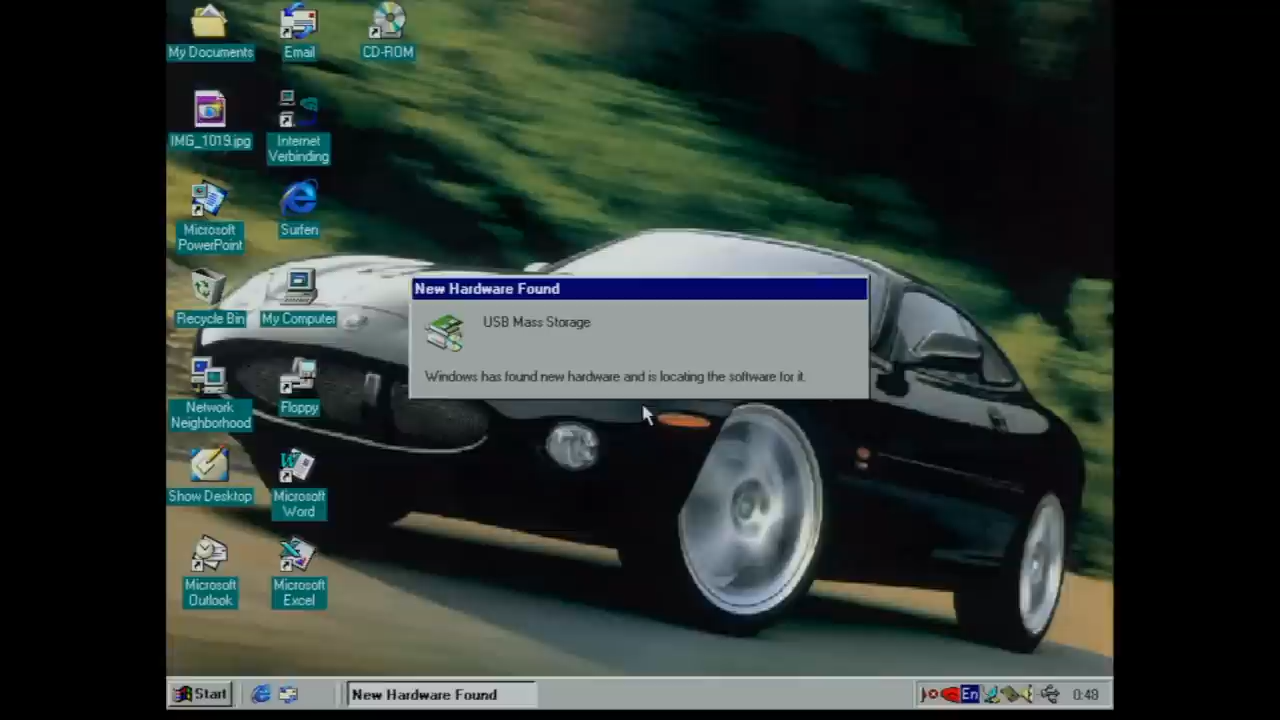 My Documents
Email
CD-ROM
IMG_1019.jpg
Internet
Verbinding
Microsoft
PowerPoint
Surfen
Recycle Bin
My Computer
Network
Neighborhood
Floppy
Show Desktop
Microsoft
Word
Microsoft
Outlook
Microsoft
Excel
New Hardware Found
USB Mass Storage
Windows has found new hardware and is locating the software for it.
Start
New Hardware Found
En
0:48